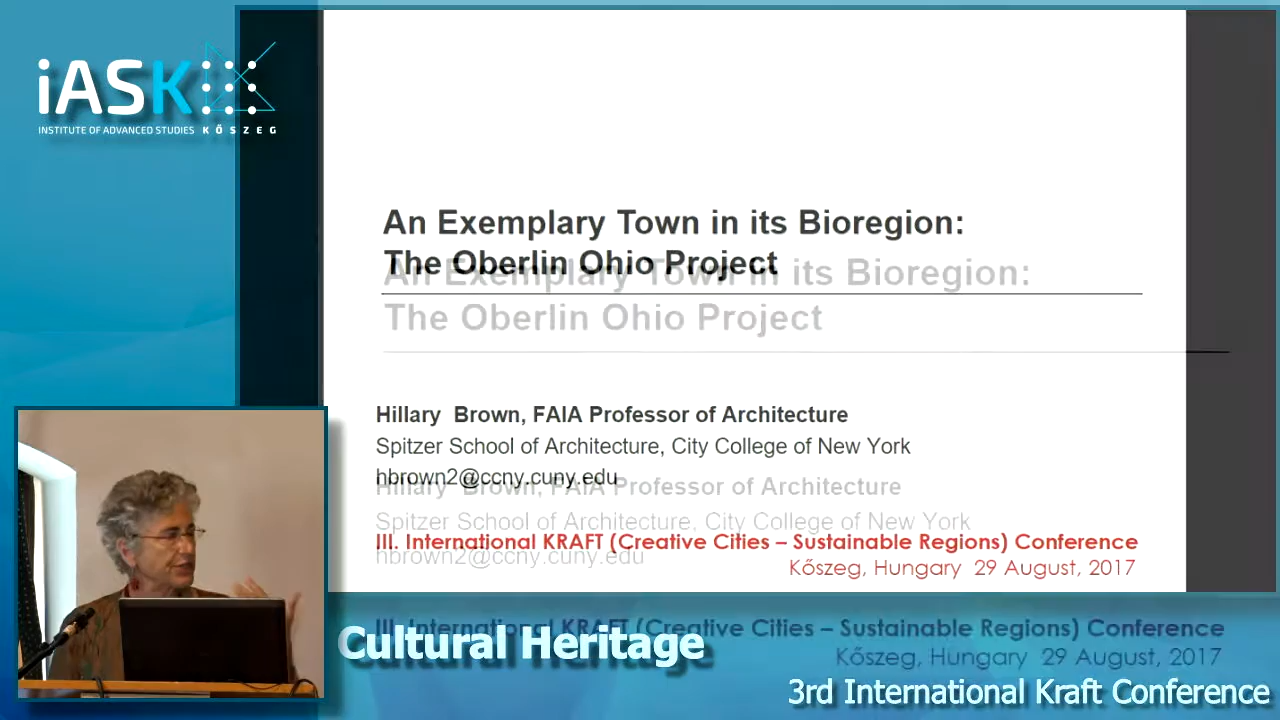 iASK
INSTITUTE OF ADVANCED STUDIES KŐSZEG
An Exemplary Town in its Bioregion:
The Oberlin Ohio Project
An Exemplary Town in its Bioregion:
The Oberlin Ohio Project
Hillary Brown, FAIA Professor of Architecture
Spitzer School of Architecture, City College of New York
hbrown2@ccny.cuny.edu
Hillary Brown, FAIA Professor of Architecture
Spitzer School of Architecture, City College of New York
hbrown2@ccny.cuny.edu
III. International KRAFT (Creative Cities – Sustainable Regions) Conference
Kőszeg, Hungary 29 August, 2017
III. International KRAFT (Creative Cities – Sustainable Regions) Conference
Kőszeg, Hungary 29 August, 2017
Cultural Heritage
3rd International Kraft Conference